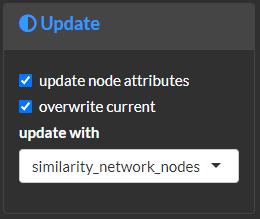 Update
update node attributes
overwrite current
update with
similarity_network_nodes